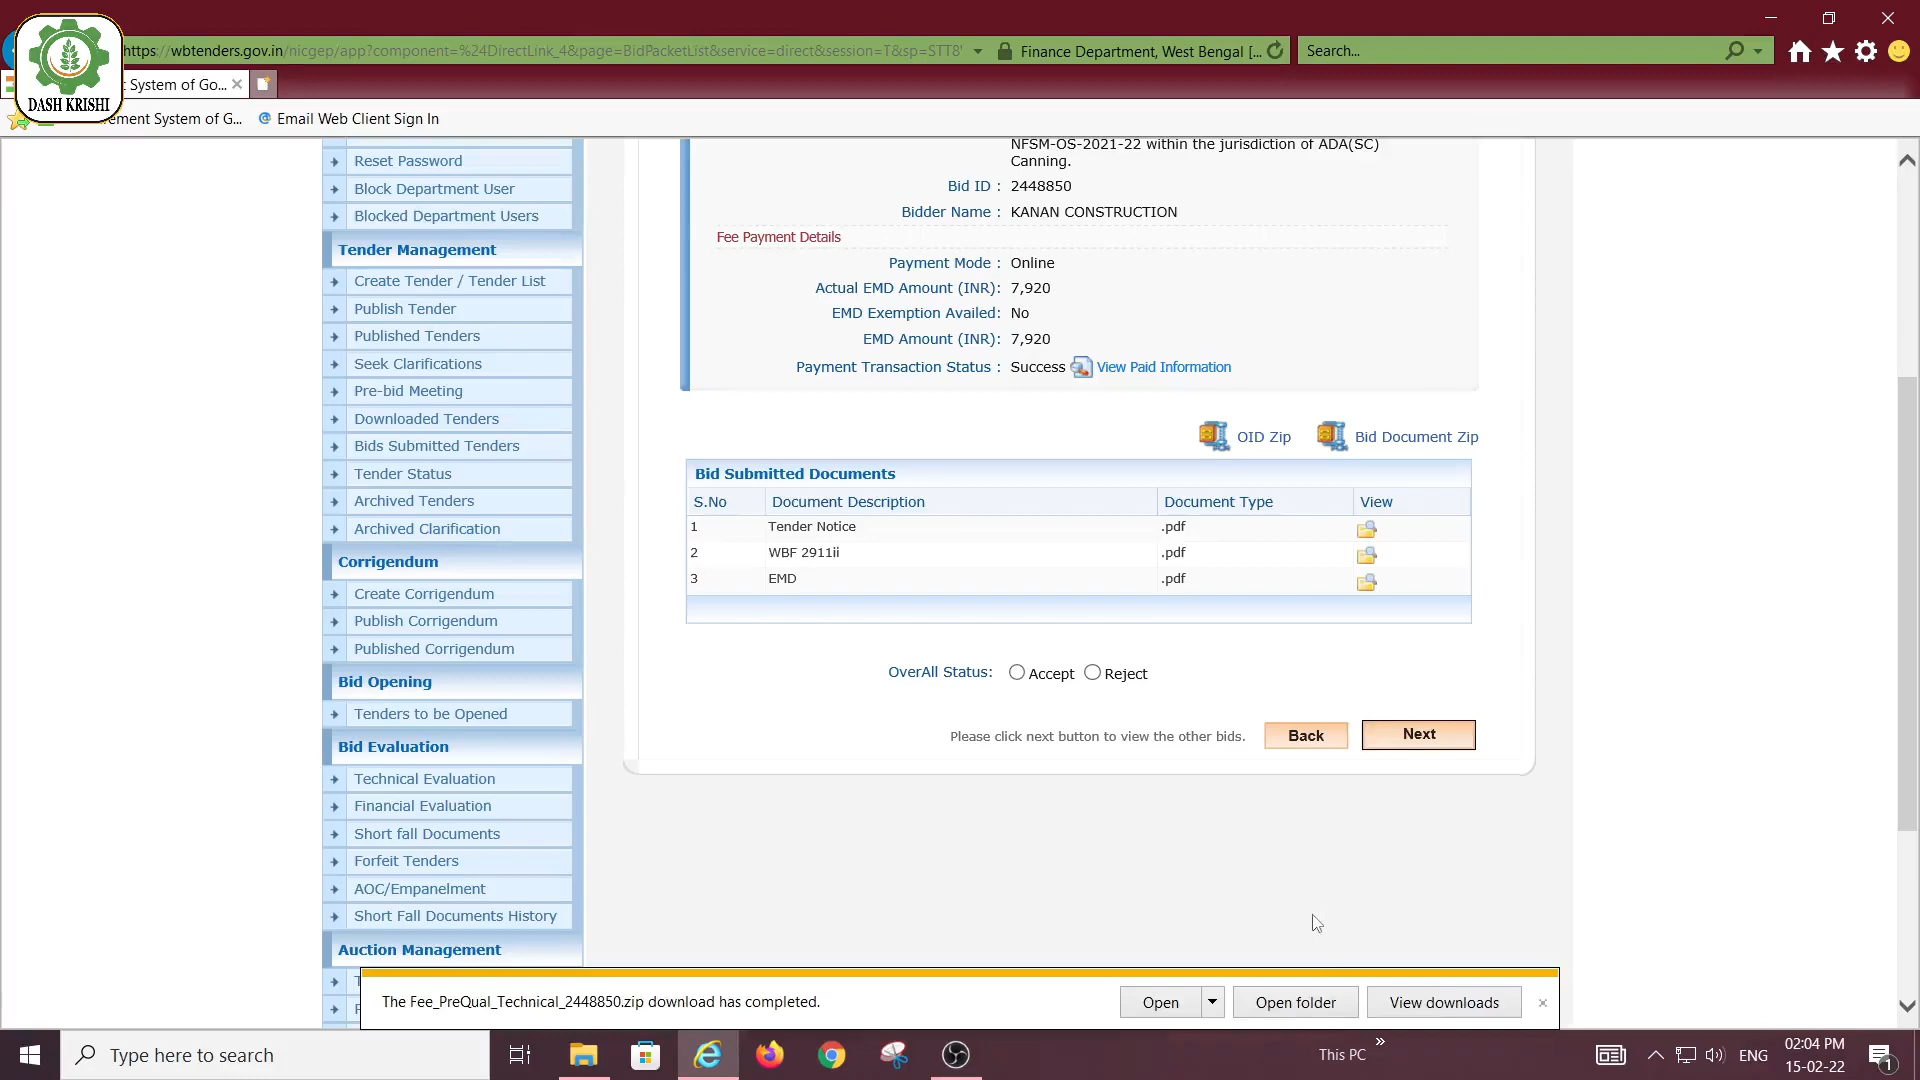 https://wbtenders.gov.in/nicgep/app?component=%24DirectLink_4&page=BidPacketList&service=direct&session=T&sp=STT8
Finance Department, West Bengal [...
Search...
DASH KRISHI
t System of Go...
ement System of G...
Email Web Client Sign In
Reset Password
Block Department User
Blocked Department Users
Tender Management
Create Tender / Tender List
Publish Tender
Published Tenders
Seek Clarifications
Pre-bid Meeting
Downloaded Tenders
Bids Submitted Tenders
Tender Status
Archived Tenders
Archived Clarification
Corrigendum
Create Corrigendum
Publish Corrigendum
Published Corrigendum
Bid Opening
Tenders to be Opened
Bid Evaluation
Technical Evaluation
Financial Evaluation
Short fall Documents
Forfeit Tenders
AOC/Empanelment
Short Fall Documents History
Auction Management
NFSM-OS-2021-22 within the jurisdiction of ADA(SC)
Canning.
Bid ID : 2448850
Bidder Name : KANAN CONSTRUCTION
Fee Payment Details
Payment Mode : Online
Actual EMD Amount (INR): 7,920
EMD Exemption Availed: No
EMD Amount (INR): 7,920
Payment Transaction Status : Success View Paid Information
OID Zip Bid Document Zip
Bid Submitted Documents
S.No Document Description Document Type View
1 Tender Notice .pdf
2 WBF 2911ii .pdf
3 EMD .pdf
OverAll Status: Accept Reject
Please click next button to view the other bids. Back Next
The Fee_PreQual_Technical_2448850.zip download has completed. Open Open folder View downloads
Type here to search
This PC
ENG
02:04 PM
15-02-22
1